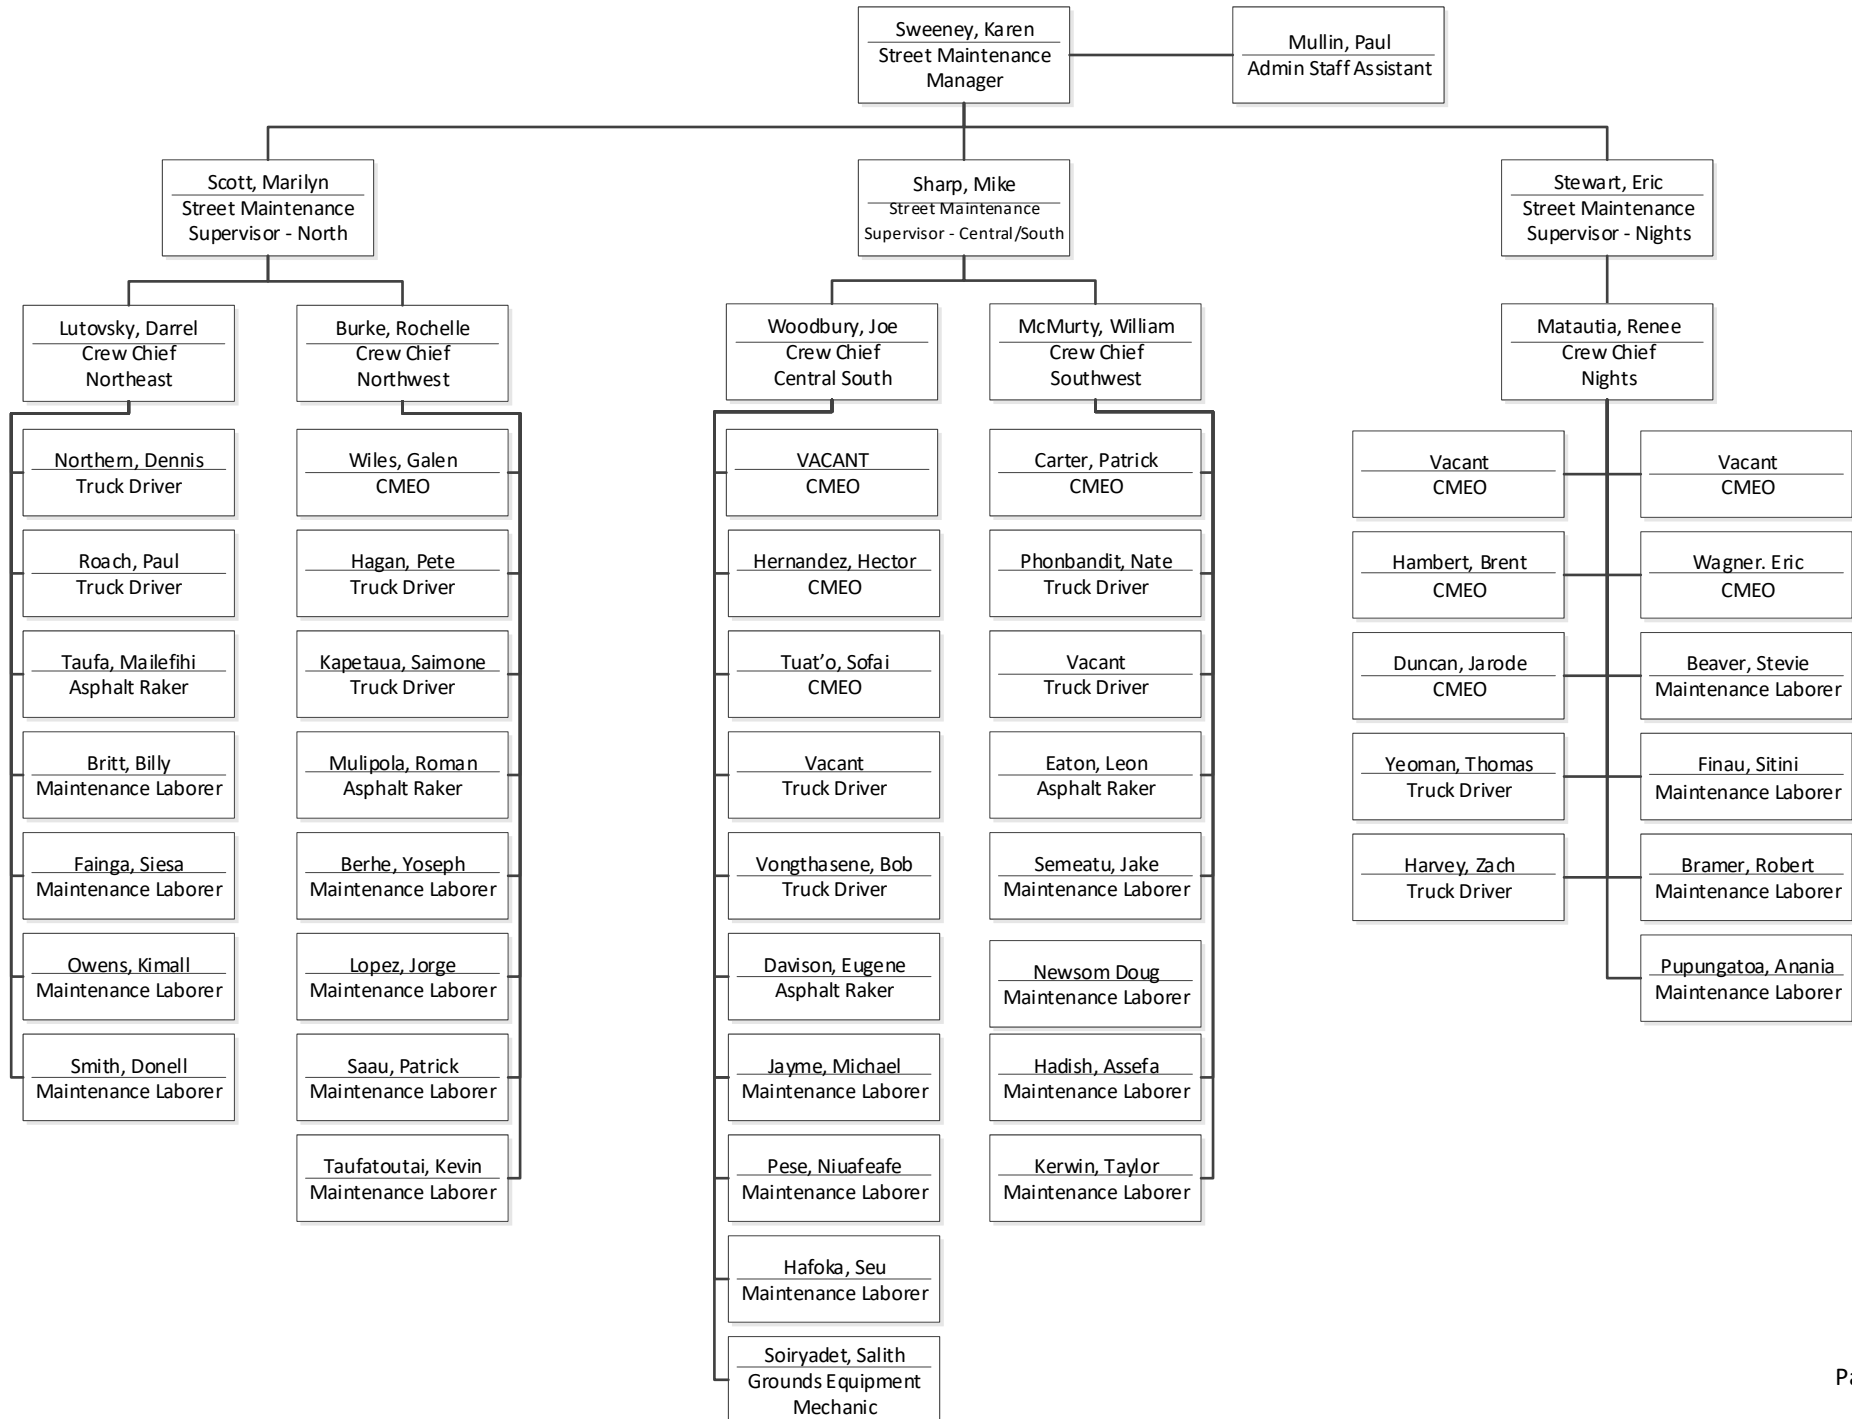 Sweeney, Karen
Street Maintenance
Manager
Mullin, Paul
Admin Staff Assistant
Scott, Marilyn
Street Maintenance
Supervisor - North
Sharp, Mike
Street Maintenance
Supervisor - Central/South
Stewart, Eric
Street Maintenance
Supervisor - Nights
Lutovsky, Darrel
Crew Chief
Northeast
Burke, Rochelle
Crew Chief
Northwest
Woodbury, Joe
Crew Chief
Central South
McMurty, William
Crew Chief
Southwest
Matautia, Renee
Crew Chief
Nights
Northern, Dennis
Truck Driver
Roach, Paul
Truck Driver
Taufa, Mailefihi
Asphalt Raker
Britt, Billy
Maintenance Laborer
Fainga, Siesa
Maintenance Laborer
Owens, Kimall
Maintenance Laborer
Smith, Donell
Maintenance Laborer
Wiles, Galen
CMEO
Hagan, Pete
Truck Driver
Kapetaua, Saimone
Truck Driver
Mulipola, Roman
Asphalt Raker
Berhe, Yoseph
Maintenance Laborer
Lopez, Jorge
Maintenance Laborer
Saau, Patrick
Maintenance Laborer
Taufatoutai, Kevin
Maintenance Laborer
VACANT
CMEO
Hernandez, Hector
CMEO
Tuat’o, Sofai
CMEO
Vacant
Truck Driver
Vongthasene, Bob
Truck Driver
Davison, Eugene
Asphalt Raker
Jayme, Michael
Maintenance Laborer
Pese, Niuafeafe
Maintenance Laborer
Hafoka, Seu
Maintenance Laborer
Soiryadet, Salith
Grounds Equipment
Mechanic
Carter, Patrick
CMEO
Phonbandit, Nate
Truck Driver
Vacant
Truck Driver
Eaton, Leon
Asphalt Raker
Semeatu, Jake
Maintenance Laborer
Newsom Doug
Maintenance Laborer
Hadish, Assefa
Maintenance Laborer
Kerwin, Taylor
Maintenance Laborer
Vacant
CMEO
Hambert, Brent
CMEO
Duncan, Jarode
CMEO
Yeoman, Thomas
Truck Driver
Harvey, Zach
Truck Driver
Vacant
CMEO
Wagner. Eric
CMEO
Beaver, Stevie
Maintenance Laborer
Finau, Sitini
Maintenance Laborer
Bramer, Robert
Maintenance Laborer
Pupungatoa, Anania
Maintenance Laborer